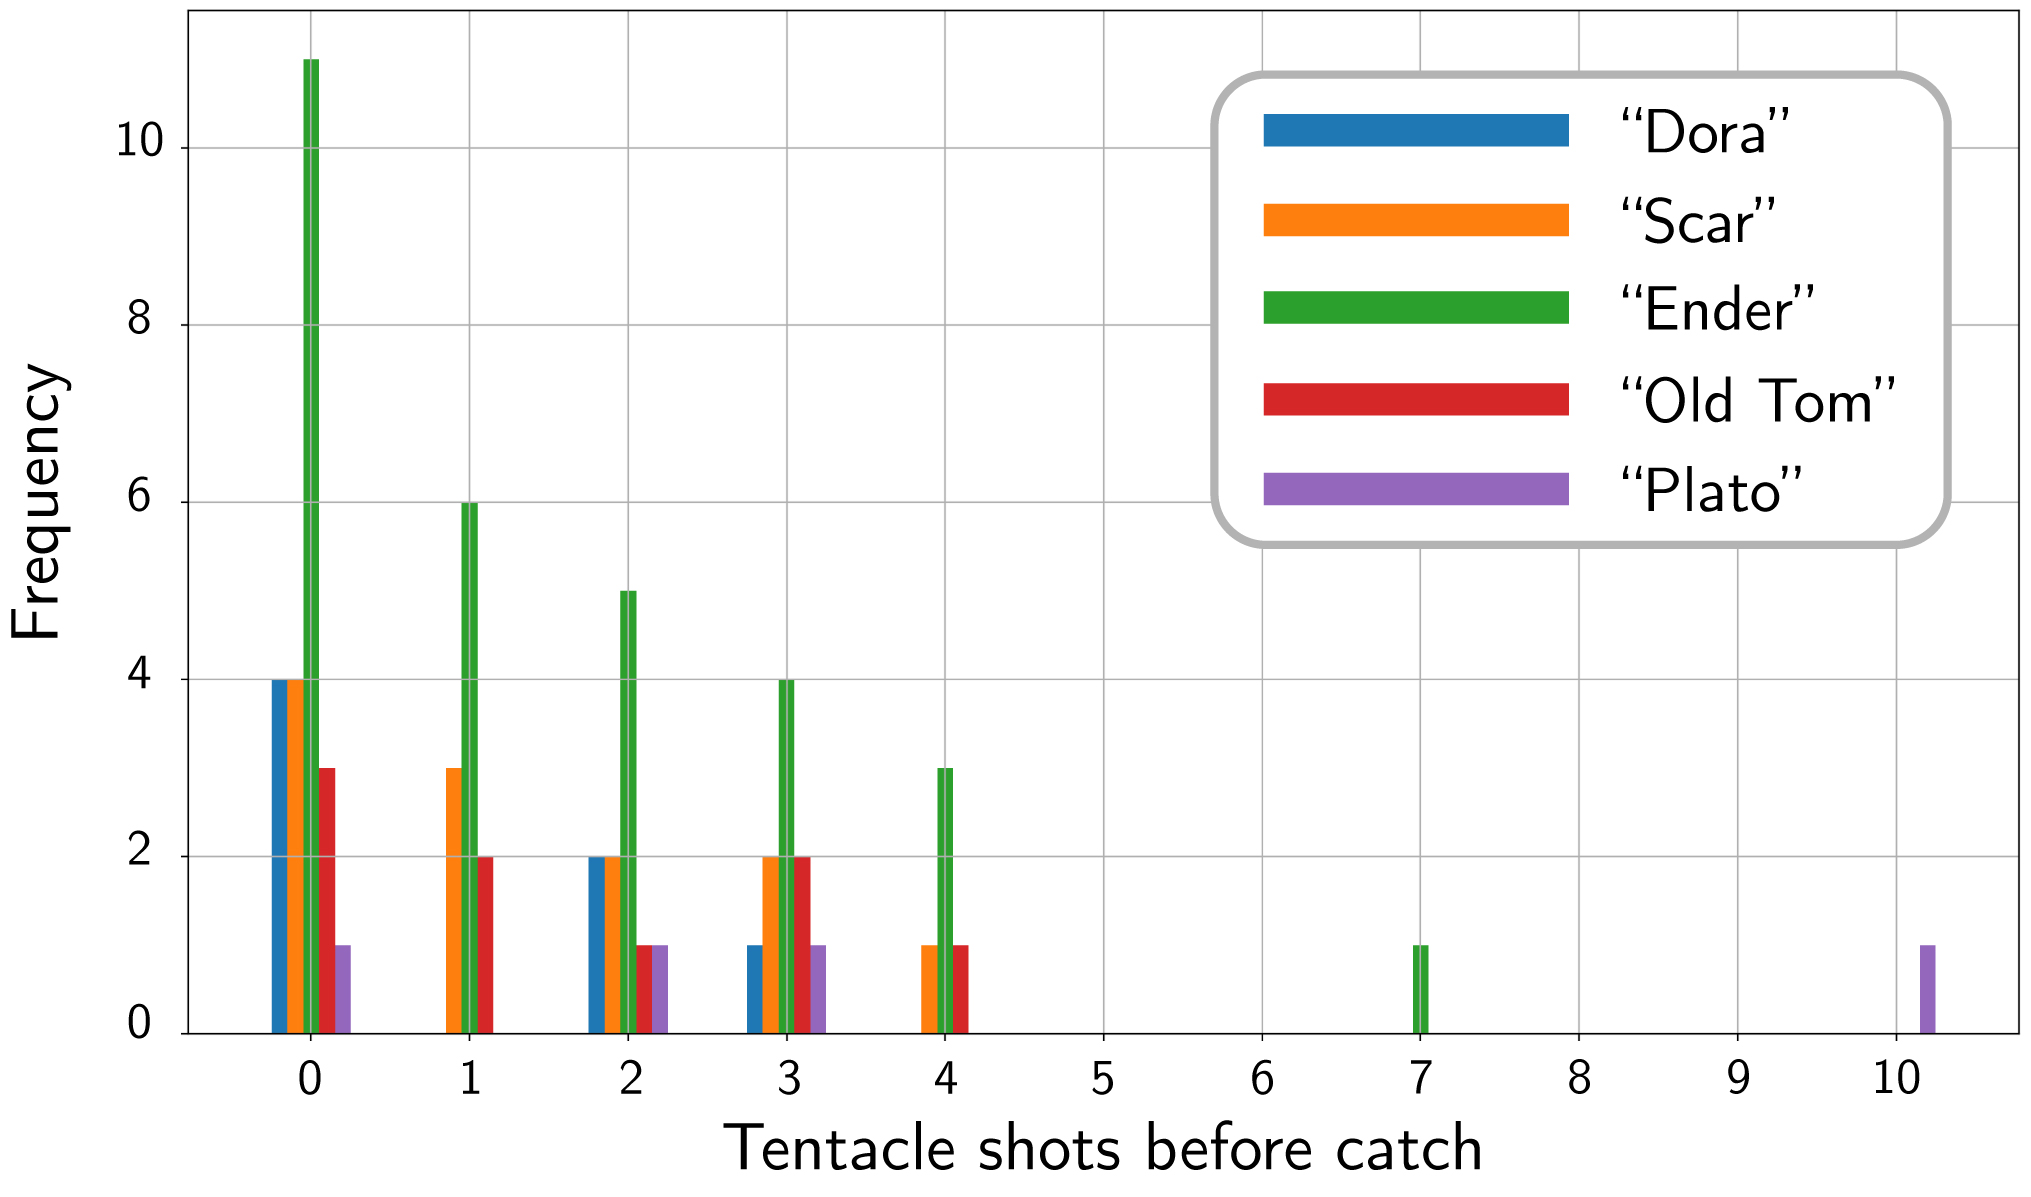 Frequency
10
8
6
4
2
0
0 1 2 3 4 5 6 7 8 9 10
Tentacle shots before catch
“Dora”
“Scar”
“Ender”
“Old Tom”
“Plato”